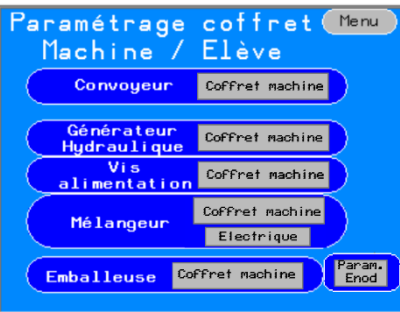 Paramétrage coffret Menu
Machine / Elève
Convoyeur Coffret machine
Générateur
Hydraulique Coffret machine
Vis
alimentation Coffret machine
Mélangeur Coffret machine
Electrique
Emballeuse Coffret machine Param.
Enod